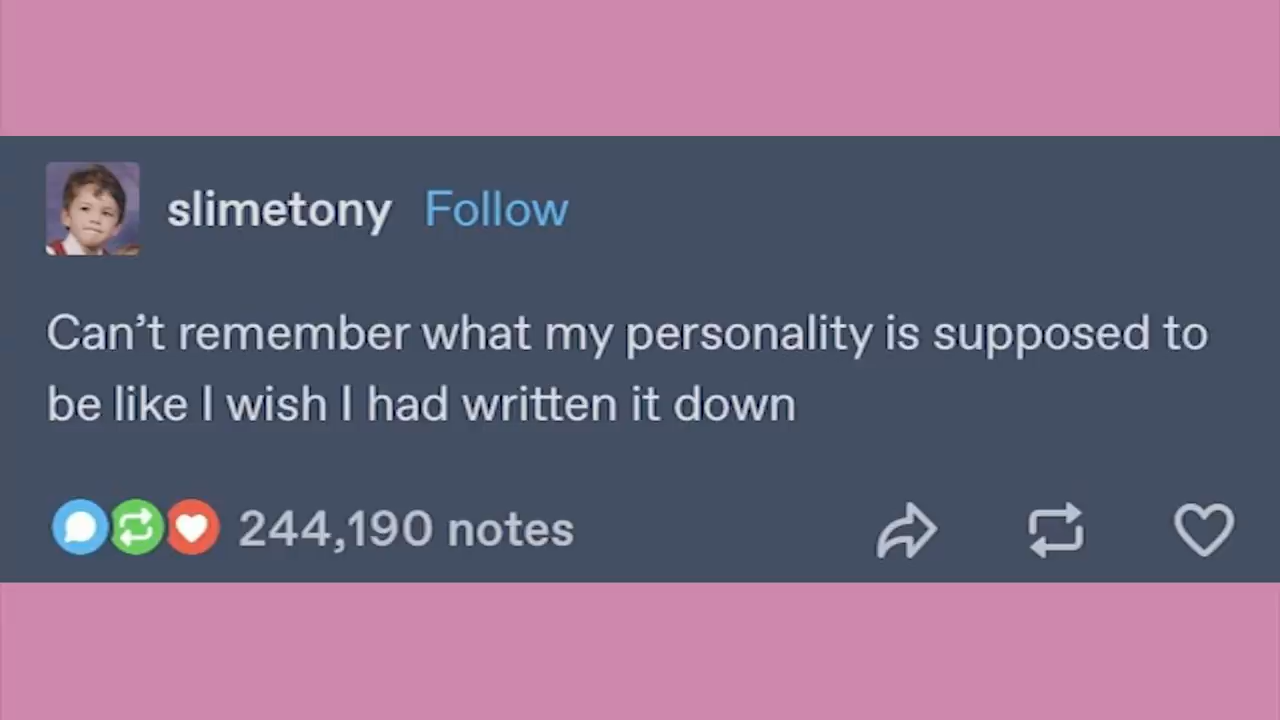 slimetony Follow
Can’t remember what my personality is supposed to
be like I wish I had written it down
244,190 notes